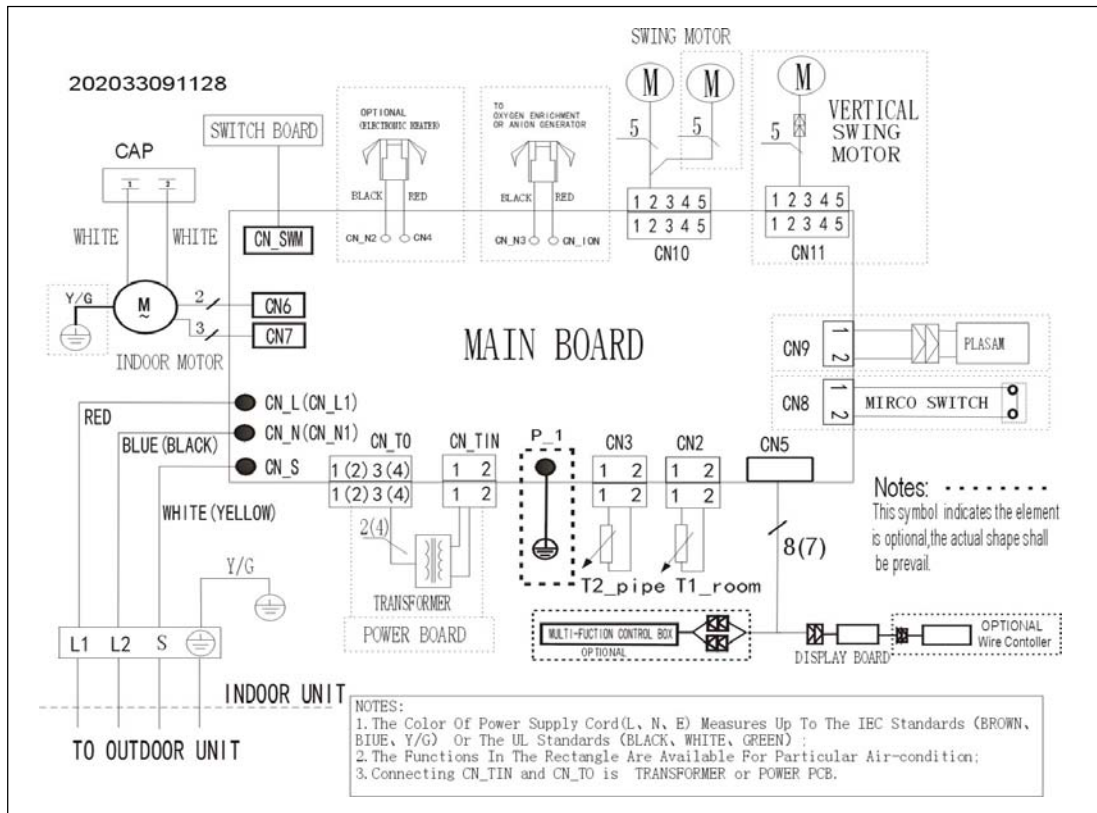 SWING MOTOR
202033091128
M
M
M
OPTIONAL
(ELECTRONIC HEATER)
TO
OXYGEN ENRICHMENT
OR ANION GENERATOR
VERTICAL
SWING
MOTOR
SWITCH BOARD
5
5
5
CAP
1 2
BLACK
RED
BLACK
RED
1 2 3 4 5
1 2 3 4 5
1 2 3 4 5
1 2 3 4 5
WHITE
WHITE
CN_SWM
CN_N2
CN4
CN_N3
CN_ION
CN10
CN11
Y/G
M
~
2
CN6
3
CN7
INDOOR MOTOR
MAIN BOARD
CN9
1
2
PLASAM
CN8
1
2
MIRCO SWITCH
RED
CN_L(CN_L1)
BLUE(BLACK)
CN_N(CN_N1)
CN_S
WHITE(YELLOW)
CN_TO
CN_TIN
P_1
CN3
CN2
CN5
1(2)3(4)
1 2
1 2
1 2
1(2)3(4)
1 2
1 2
1 2
Notes:
This symbol indicates the element
is optional,the actual shape shall
be prevail.
2(4)
8(7)
Y/G
T2_pipe
T1_room
TRANSFORMER
POWER BOARD
MULTI-FUCTION CONTROL BOX
OPTIONAL
DISPLAY BOARD
OPTIONAL
Wire Contoller
L1 L2 S
INDOOR UNIT
TO OUTDOOR UNIT
NOTES:
1.The Color Of Power Supply Cord(L、N、E) Measures Up To The IEC Standards (BROWN、
BIUE、Y/G) Or The UL Standards (BLACK、WHITE、GREEN) ;
2.The Functions In The Rectangle Are Available For Particular Air-condition;
3.Connecting CN_TIN and CN_TO is TRANSFORMER or POWER PCB.